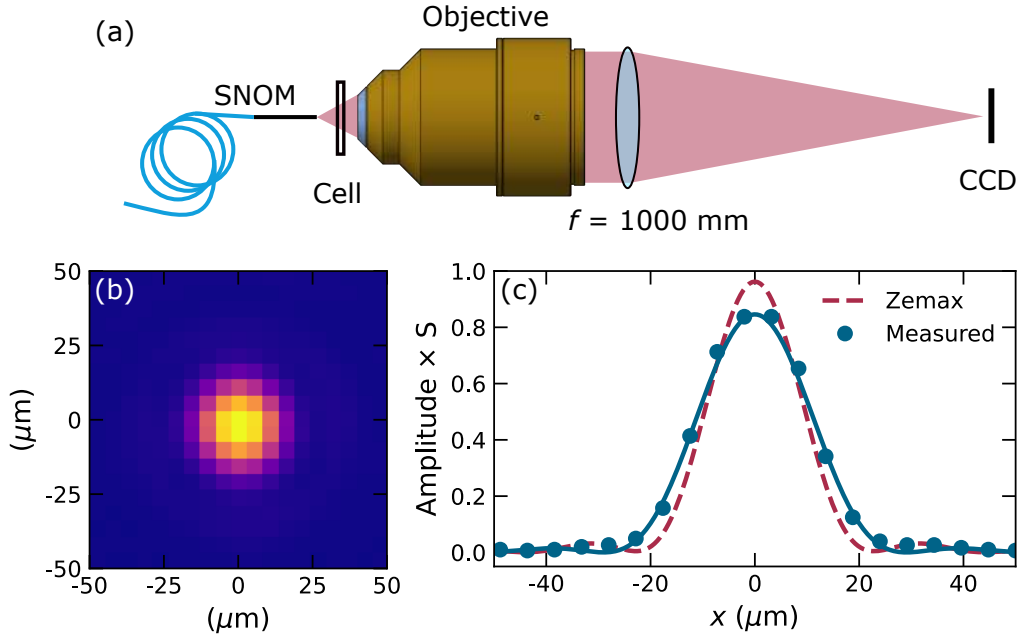 (a)
Objective
SNOM
Cell
CCD
f = 1000 mm
(b)
50
25
0
-25
-50
(μm)
-50
-25
0
25
50
(μm)
(c)
1.0
0.8
0.6
0.4
0.2
0.0
Amplitude × S
Zemax
Measured
-40
-20
0
20
40
x (μm)